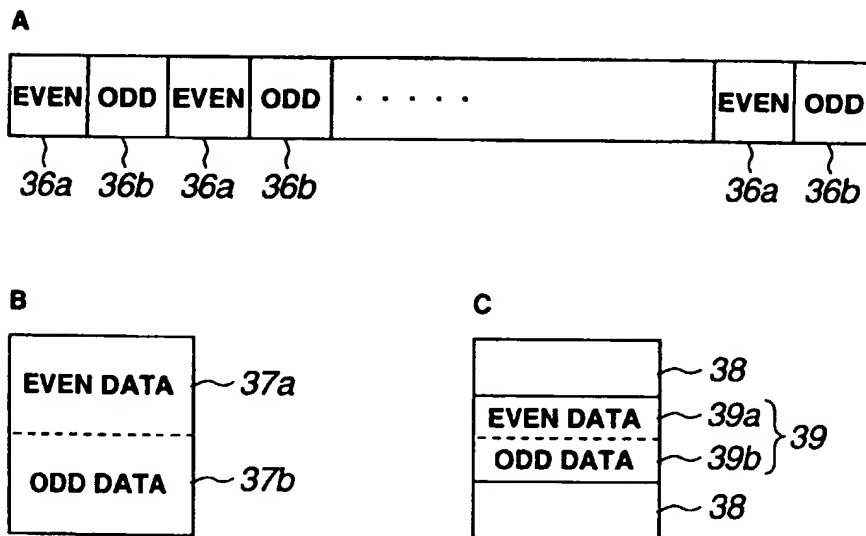 A
EVEN ODD EVEN ODD ..... EVEN ODD
36a 36b 36a 36b 36a 36b
B
EVEN DATA 37a
ODD DATA 37b
C
38
EVEN DATA 39a
39
ODD DATA 39b
38